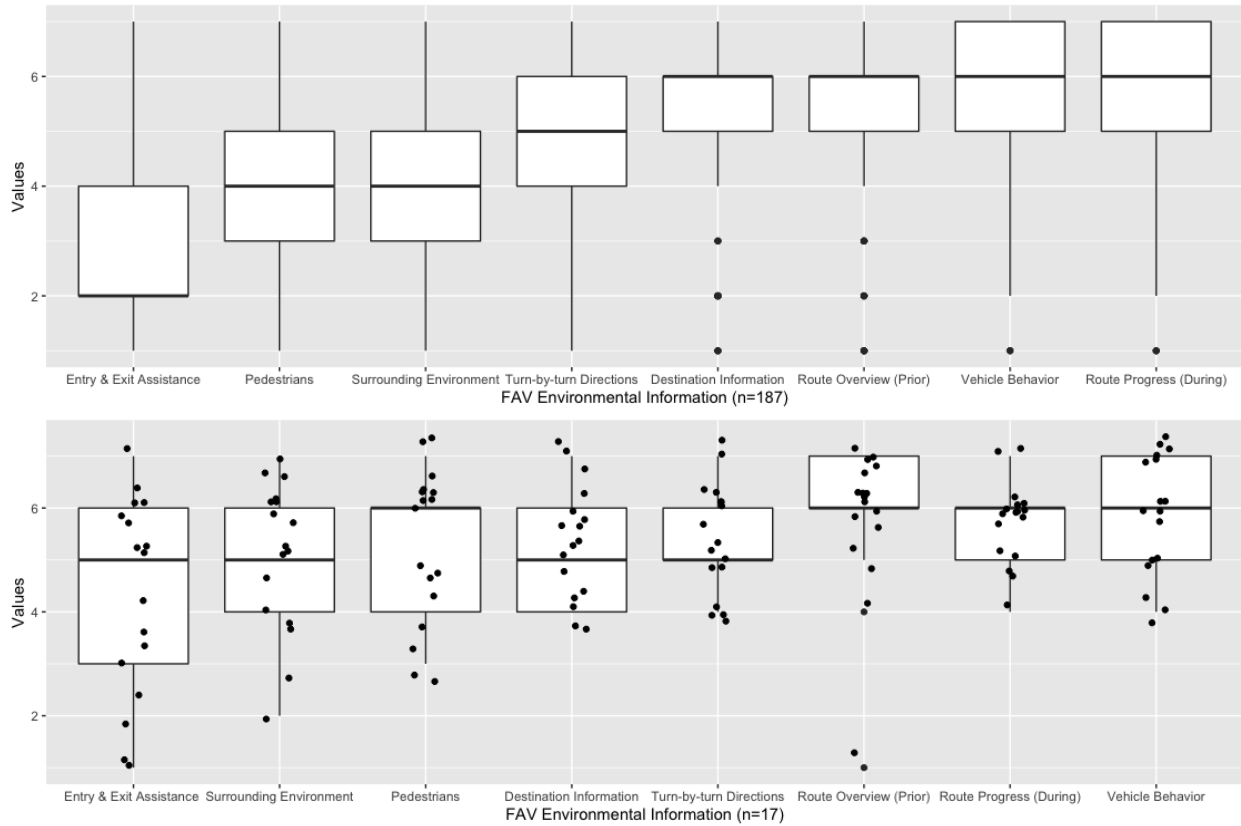 6
4
2
Values
Entry & Exit Assistance Pedestrians Surrounding Environment Turn-by-turn Directions Destination Information Route Overview (Prior) Vehicle Behavior Route Progress (During)
FAV Environmental Information (n=187)
6
4
2
Values
Entry & Exit Assistance Surrounding Environment Pedestrians Destination Information Turn-by-turn Directions Route Overview (Prior) Route Progress (During) Vehicle Behavior
FAV Environmental Information (n=17)